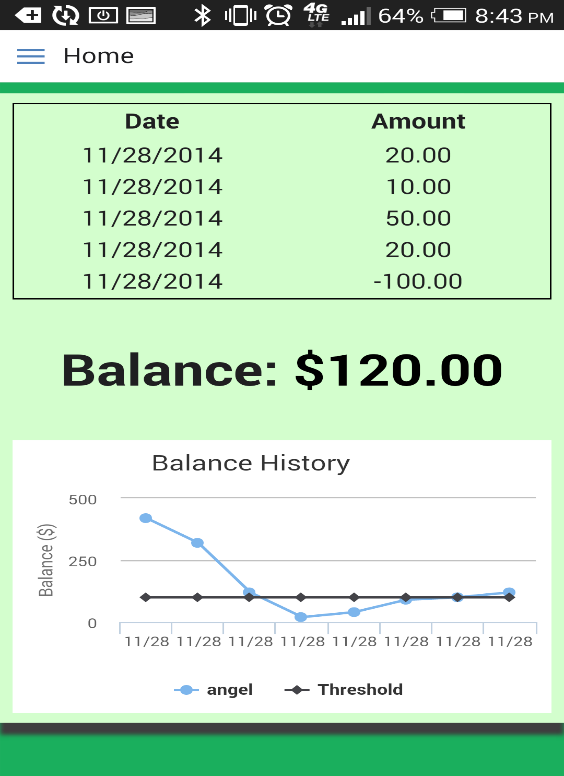 4G LTE 64% 8:43 PM
Home
Date Amount
11/28/2014 20.00
11/28/2014 10.00
11/28/2014 50.00
11/28/2014 20.00
11/28/2014 -100.00
Balance: $120.00
Balance History
Balance ($)
500
250
0
11/28 11/28 11/28 11/28 11/28 11/28 11/28 11/28
angel Threshold